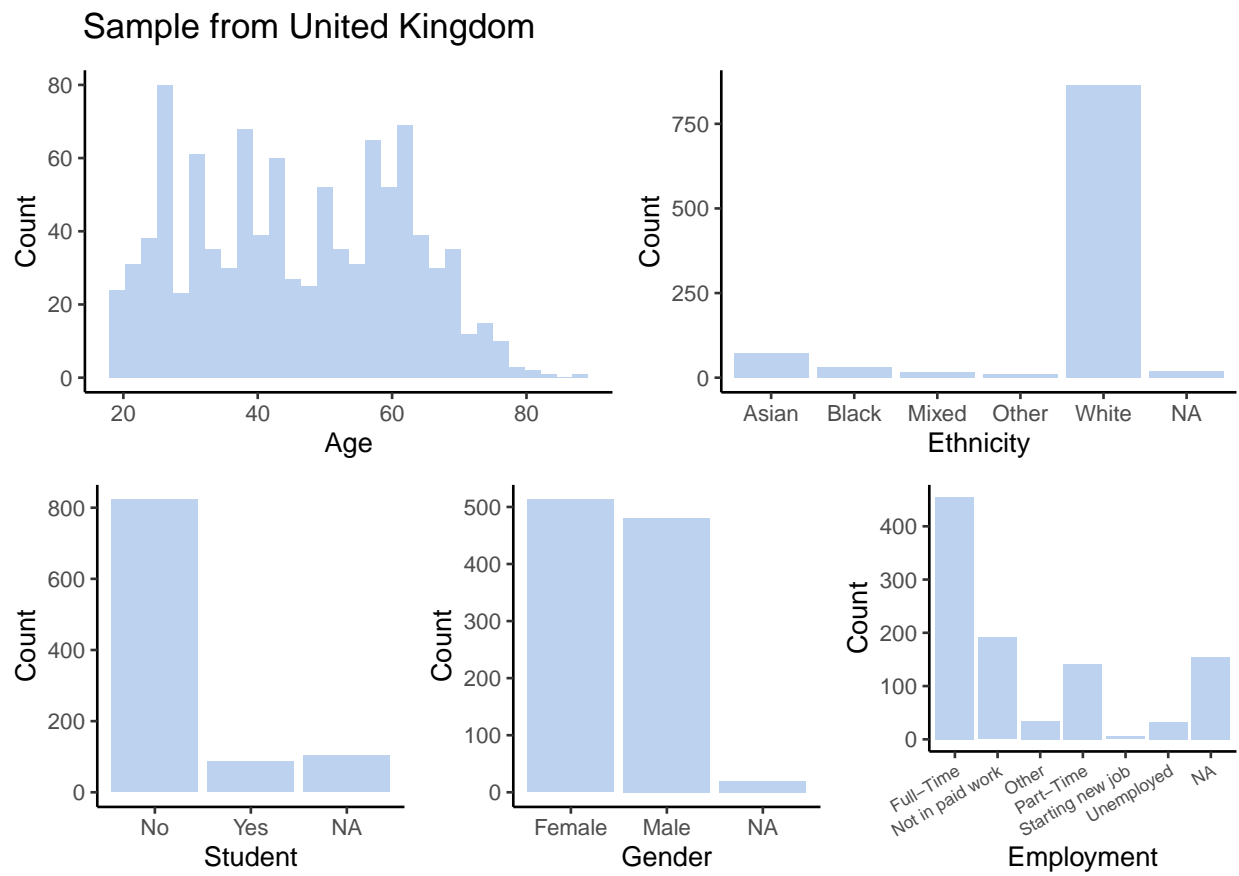 Sample from United Kingdom
80
60
40
20
0
Count
20 40 60 80
Age
750
500
250
0
Count
Asian Black Mixed Other White NA
Ethnicity
800
600
400
200
0
Count
No Yes NA
Student
500
400
300
200
100
0
Count
Female Male NA
Gender
400
300
200
100
0
Count
Full−Time
Not in paid work
Other
Part−Time
Starting new job
Unemployed
NA
Employment